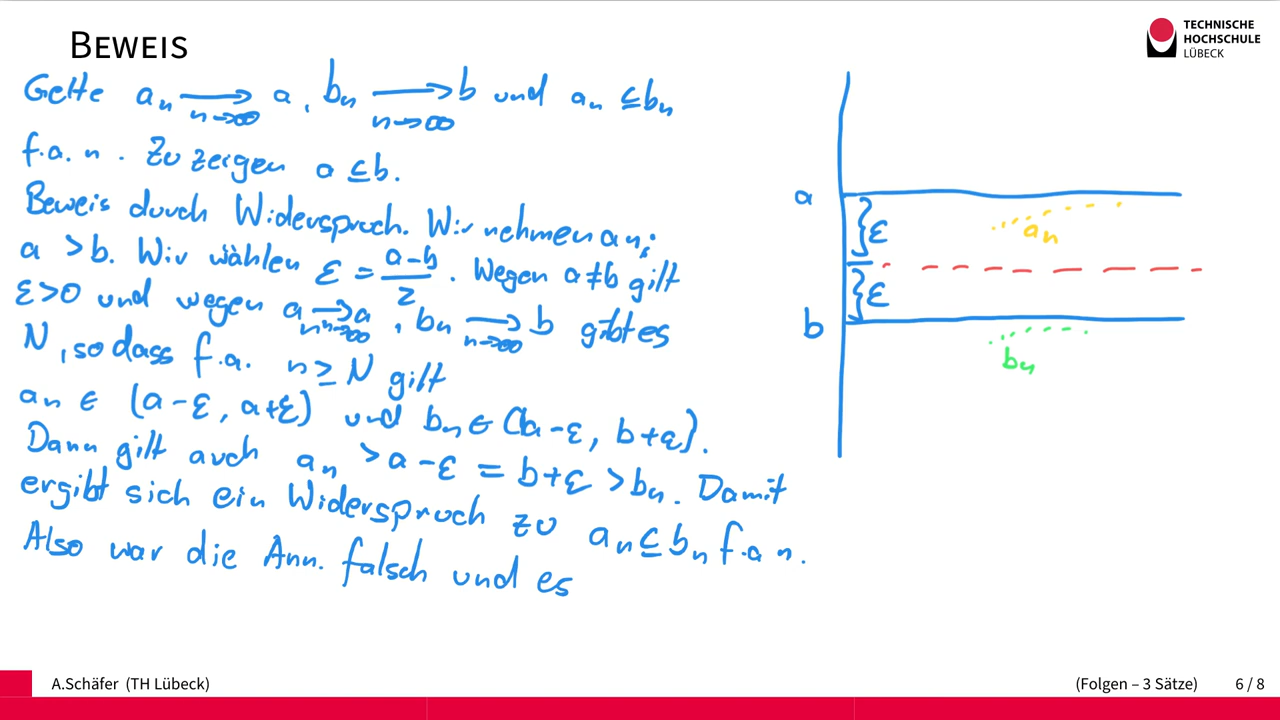 BEWEIS
TECHNISCHE
HOCHSCHULE
LÜBECK
Gelte aₙ ⟶ a, bₙ ⟶ b und aₙ ≤ bₙ
n→∞ n→∞
f.a. n. Zu zeigen a ≤ b.
Beweis durch Widerspruch. Wir nehmen an:
a > b. Wir wählen ε = (a-b)/2. Wegen a ≠ b gilt
ε > 0 und wegen aₙ ⟶ a, bₙ ⟶ b gibt es
n→∞ n→∞
N, so dass f.a. n ≥ N gilt
aₙ ∈ (a-ε, a+ε) und bₙ ∈ (b-ε, b+ε).
Dann gilt auch aₙ > a-ε = b+ε > bₙ. Damit
ergibt sich ein Widerspruch zu aₙ ≤ bₙ f.a n.
Also war die Ann. falsch und es
a
ε
aₙ
ε
b
bₙ
A.Schäfer (TH Lübeck)
(Folgen – 3 Sätze) 6 / 8